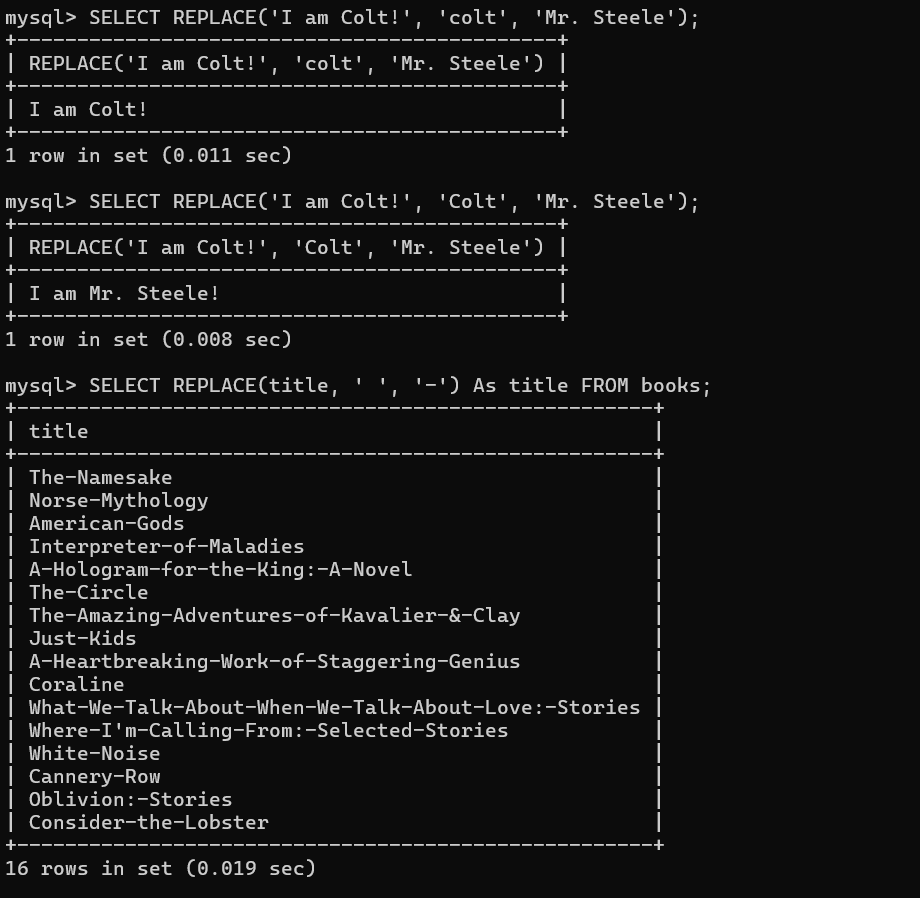 mysql> SELECT REPLACE('I am Colt!', 'colt', 'Mr. Steele');
+---------------------------------------------+
| REPLACE('I am Colt!', 'colt', 'Mr. Steele') |
+---------------------------------------------+
| I am Colt!                                  |
+---------------------------------------------+
1 row in set (0.011 sec)

mysql> SELECT REPLACE('I am Colt!', 'Colt', 'Mr. Steele');
+---------------------------------------------+
| REPLACE('I am Colt!', 'Colt', 'Mr. Steele') |
+---------------------------------------------+
| I am Mr. Steele!                            |
+---------------------------------------------+
1 row in set (0.008 sec)

mysql> SELECT REPLACE(title, ' ', '-') As title FROM books;
+-----------------------------------------------------+
| title                                               |
+-----------------------------------------------------+
| The-Namesake                                        |
| Norse-Mythology                                     |
| American-Gods                                       |
| Interpreter-of-Maladies                             |
| A-Hologram-for-the-King:-A-Novel                    |
| The-Circle                                          |
| The-Amazing-Adventures-of-Kavalier-&-Clay           |
| Just-Kids                                           |
| A-Heartbreaking-Work-of-Staggering-Genius           |
| Coraline                                            |
| What-We-Talk-About-When-We-Talk-About-Love:-Stories |
| Where-I'm-Calling-From:-Selected-Stories            |
| White-Noise                                         |
| Cannery-Row                                         |
| Oblivion:-Stories                                   |
| Consider-the-Lobster                                |
+-----------------------------------------------------+
16 rows in set (0.019 sec)